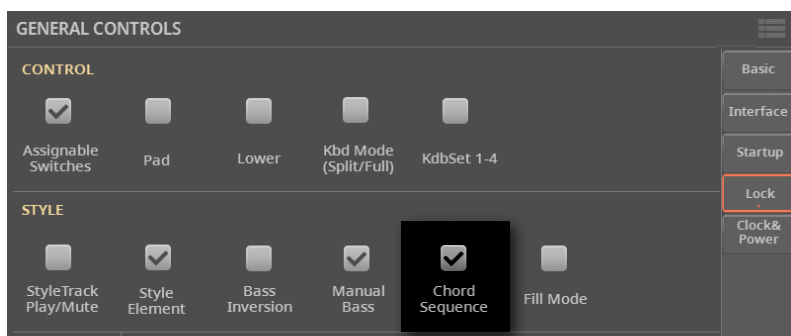 GENERAL CONTROLS
CONTROL
Assignable
Switches
Pad
Lower
Kbd Mode
(Split/Full)
KdbSet 1-4
STYLE
StyleTrack
Play/Mute
Style
Element
Bass
Inversion
Manual
Bass
Chord
Sequence
Fill Mode
Basic
Interface
Startup
Lock
Clock&
Power